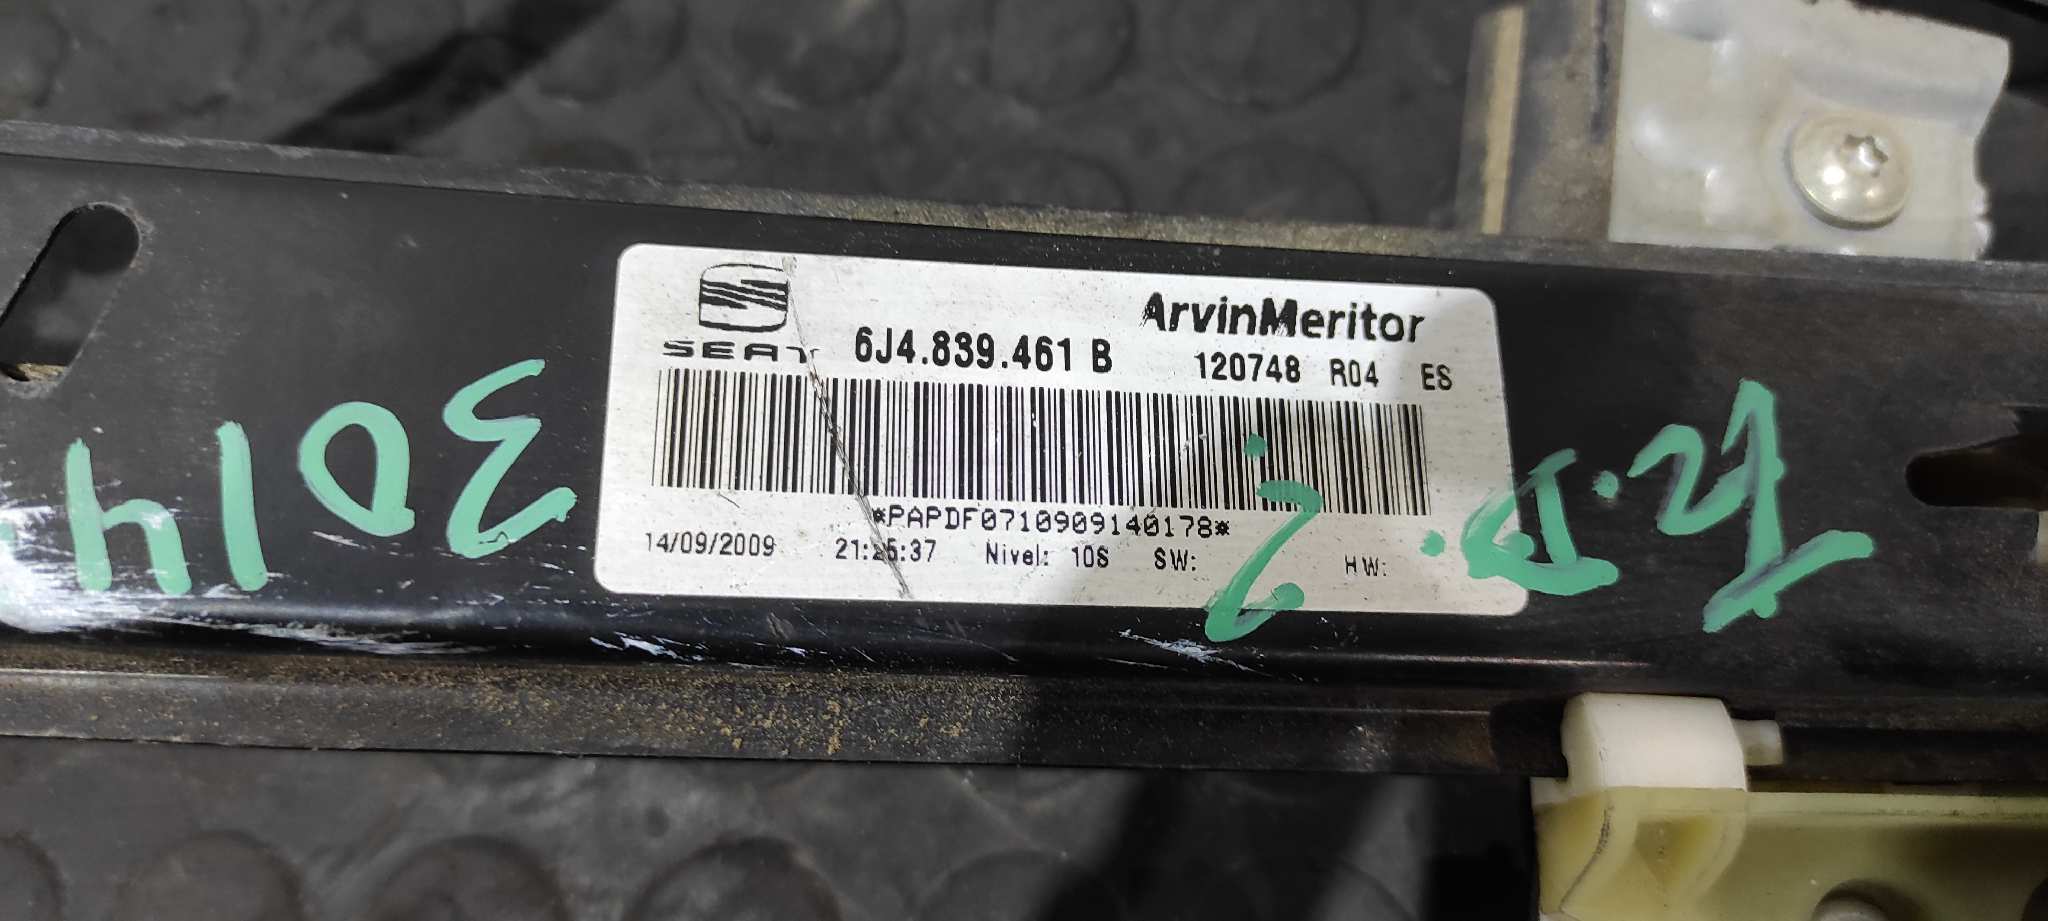 SEAT
6J4.839.461 B
ArvinMeritor
120748 R04 ES
*PAPDF0710909140178*
14/09/2009 21:25:37 Nivel: 10S SW: HW:
3014